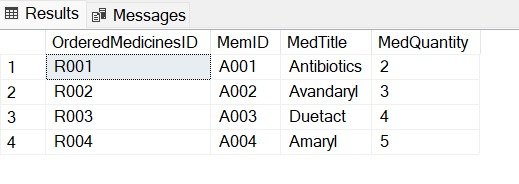 Results Messages
OrderedMedicinesID MemID MedTitle MedQuantity
1 R001 A001 Antibiotics 2
2 R002 A002 Avandaryl 3
3 R003 A003 Duetact 4
4 R004 A004 Amaryl 5